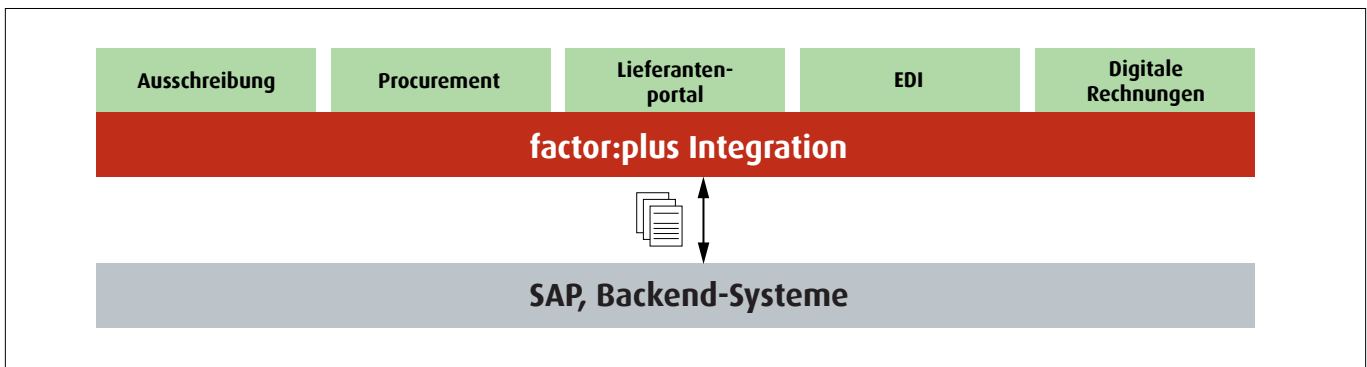 Ausschreibung
Procurement
Lieferanten-
portal
EDI
Digitale
Rechnungen
factor:plus Integration
SAP, Backend-Systeme